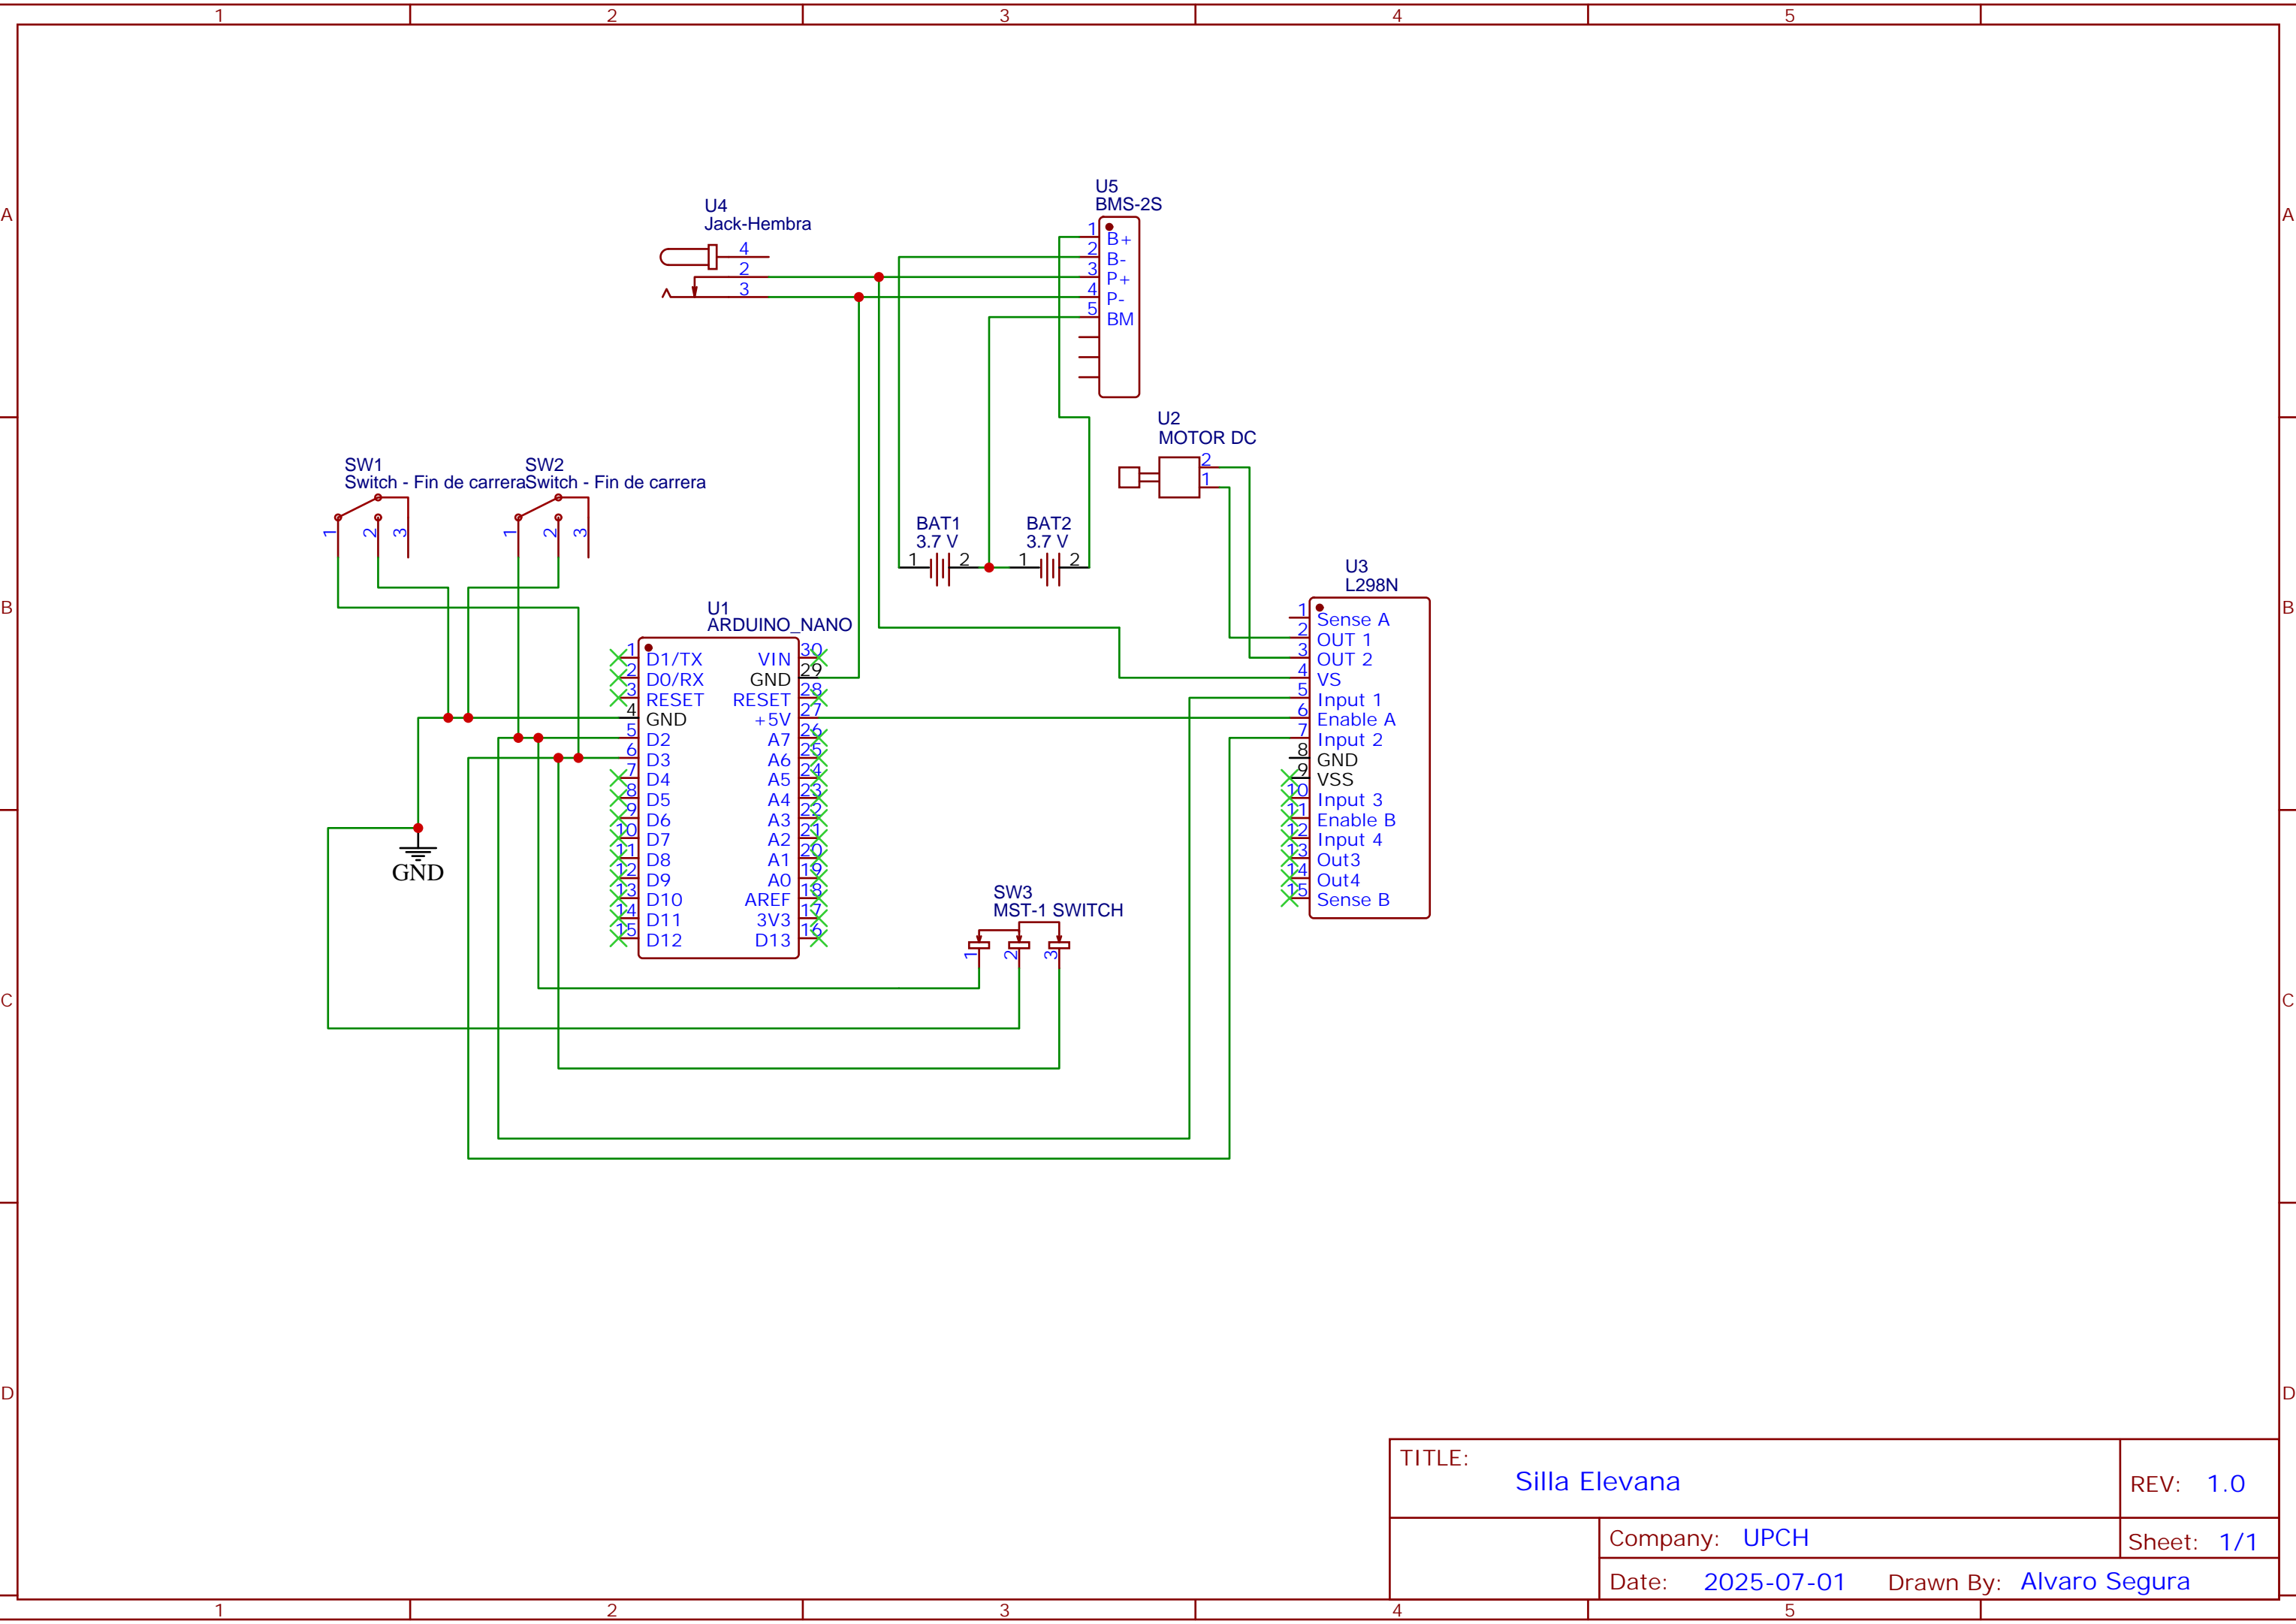 1 2 3 4 5
A A
U4
Jack-Hembra
4
2
3
U5
BMS-2S
1 B+
2 B-
3 P+
4 P-
5 BM
U2
MOTOR DC
2
1
SW1
Switch - Fin de carrera
1 2 3
SW2
Switch - Fin de carrera
1 2 3
BAT1
3.7 V
1 2
BAT2
3.7 V
1 2
B B
U1
ARDUINO_NANO
1 D1/TX VIN 30
2 D0/RX GND 29
3 RESET RESET 28
4 GND +5V 27
5 D2 A7 26
6 D3 A6 25
7 D4 A5 24
8 D5 A4 23
9 D6 A3 22
10 D7 A2 21
11 D8 A1 20
12 D9 A0 19
13 D10 AREF 18
14 D11 3V3 17
15 D12 D13 16
U3
L298N
1 Sense A
2 OUT 1
3 OUT 2
4 VS
5 Input 1
6 Enable A
7 Input 2
8 GND
9 VSS
10 Input 3
11 Enable B
12 Input 4
13 Out3
14 Out4
15 Sense B
GND
SW3
MST-1 SWITCH
1 2 3
C C
D D
TITLE:
Silla Elevana
REV: 1.0
Company: UPCH
Sheet: 1/1
Date: 2025-07-01 Drawn By: Alvaro Segura
1 2 3 4 5